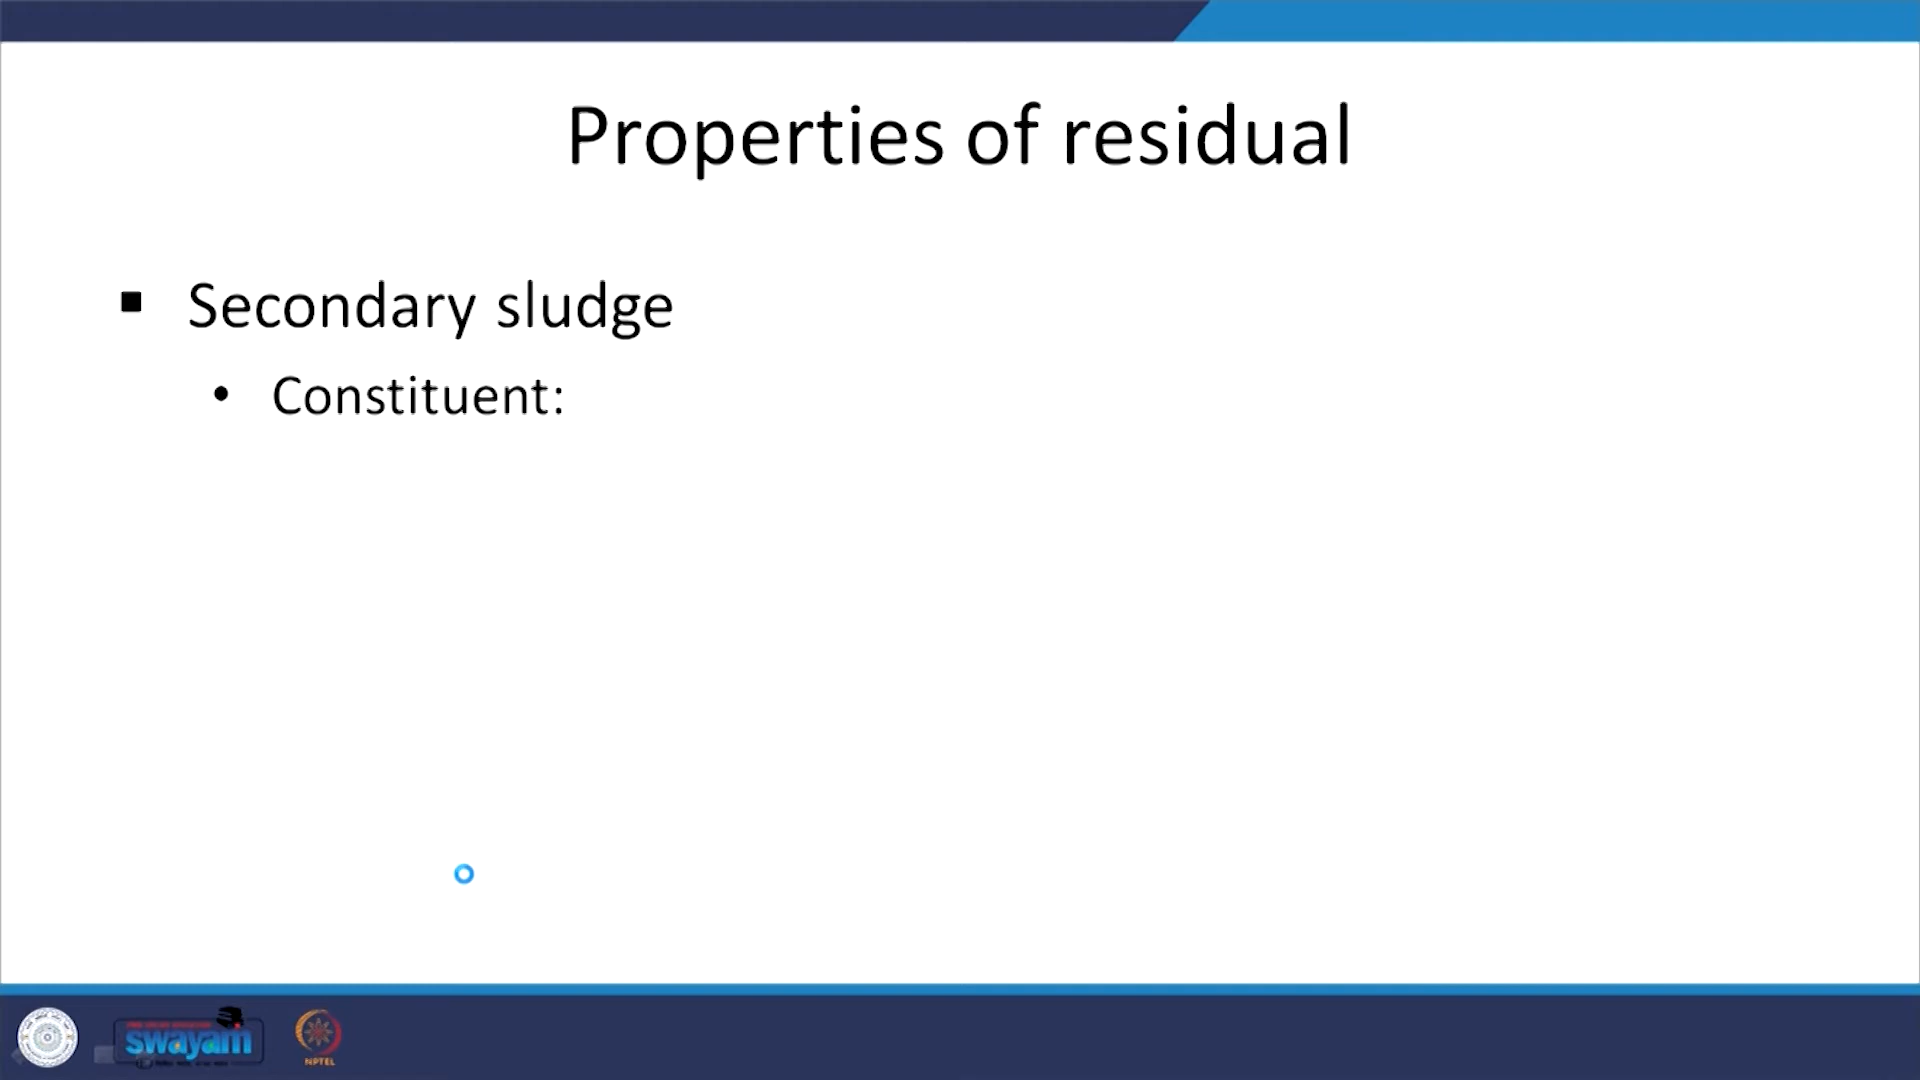 Properties of residual
Secondary sludge
Constituent:
swayam
NPTEL